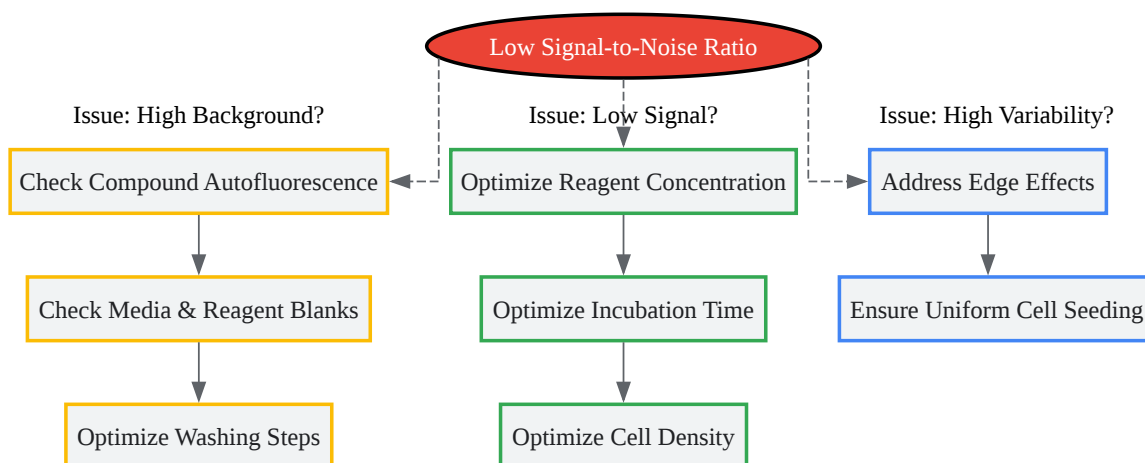 Low Signal-to-Noise Ratio
Issue: High Background?
Issue: Low Signal?
Issue: High Variability?
Check Compound Autofluorescence
Optimize Reagent Concentration
Address Edge Effects
Check Media & Reagent Blanks
Optimize Incubation Time
Ensure Uniform Cell Seeding
Optimize Washing Steps
Optimize Cell Density